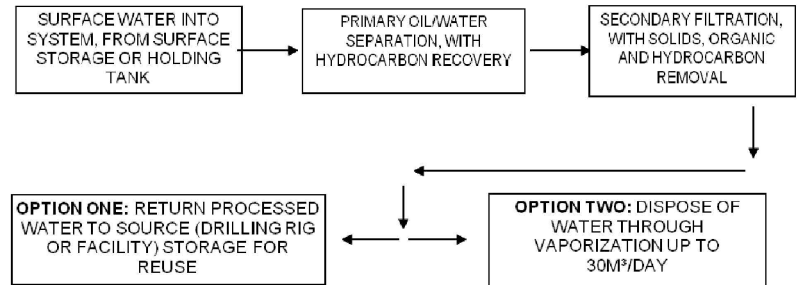 SURFACE WATER INTO
SYSTEM, FROM SURFACE
STORAGE OR HOLDING
TANK
PRIMARY OIL/WATER
SEPARATION, WITH
HYDROCARBON RECOVERY
SECONDARY FILTRATION,
WITH SOLIDS, ORGANIC
AND HYDROCARBON
REMOVAL
OPTION ONE: RETURN PROCESSED
WATER TO SOURCE (DRILLING RIG
OR FACILITY) STORAGE FOR
REUSE
OPTION TWO: DISPOSE OF
WATER THROUGH
VAPORIZATION UP TO
30M³/DAY